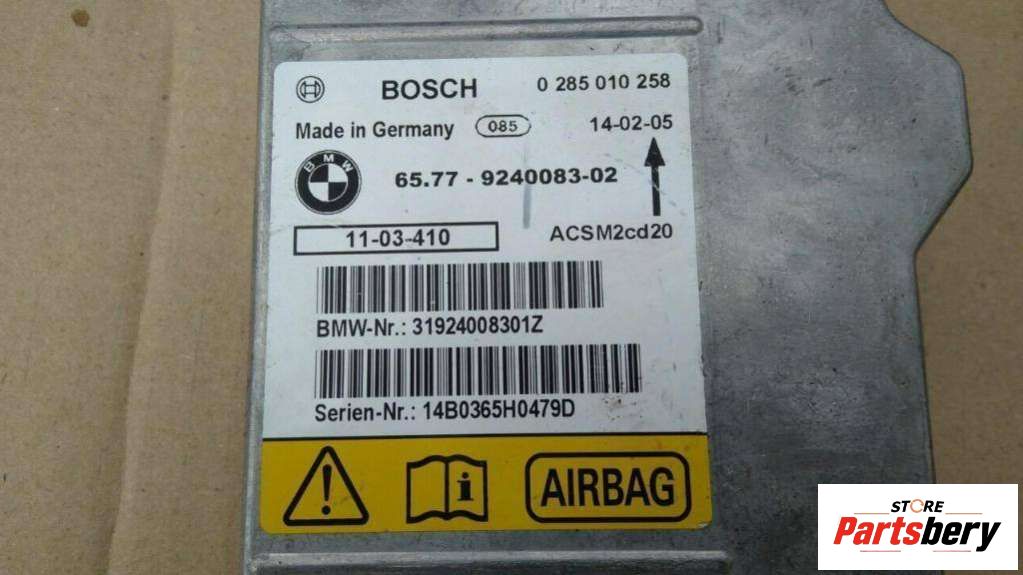 BOSCH 0 285 010 258
Made in Germany 085 14-02-05
BMW
65.77 - 9240083-02
11-03-410 ACSM2cd20
BMW-Nr.: 31924008301Z
Serien-Nr.: 14B0365H0479D
AIRBAG
STORE
Partsbery